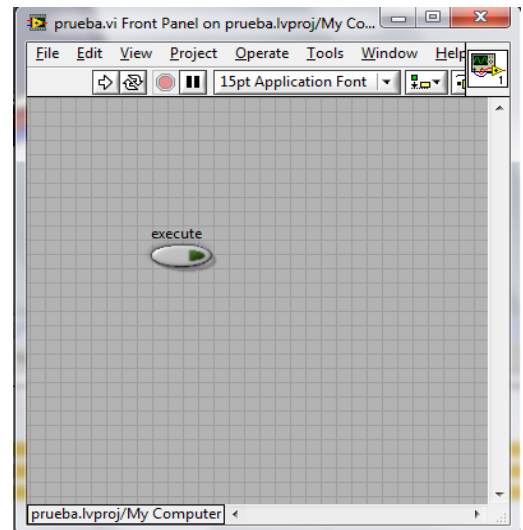 prueba.vi Front Panel on prueba.lvproj/My Co...
File Edit View Project Operate Tools Window Help
15pt Application Font
1
execute
prueba.lvproj/My Computer